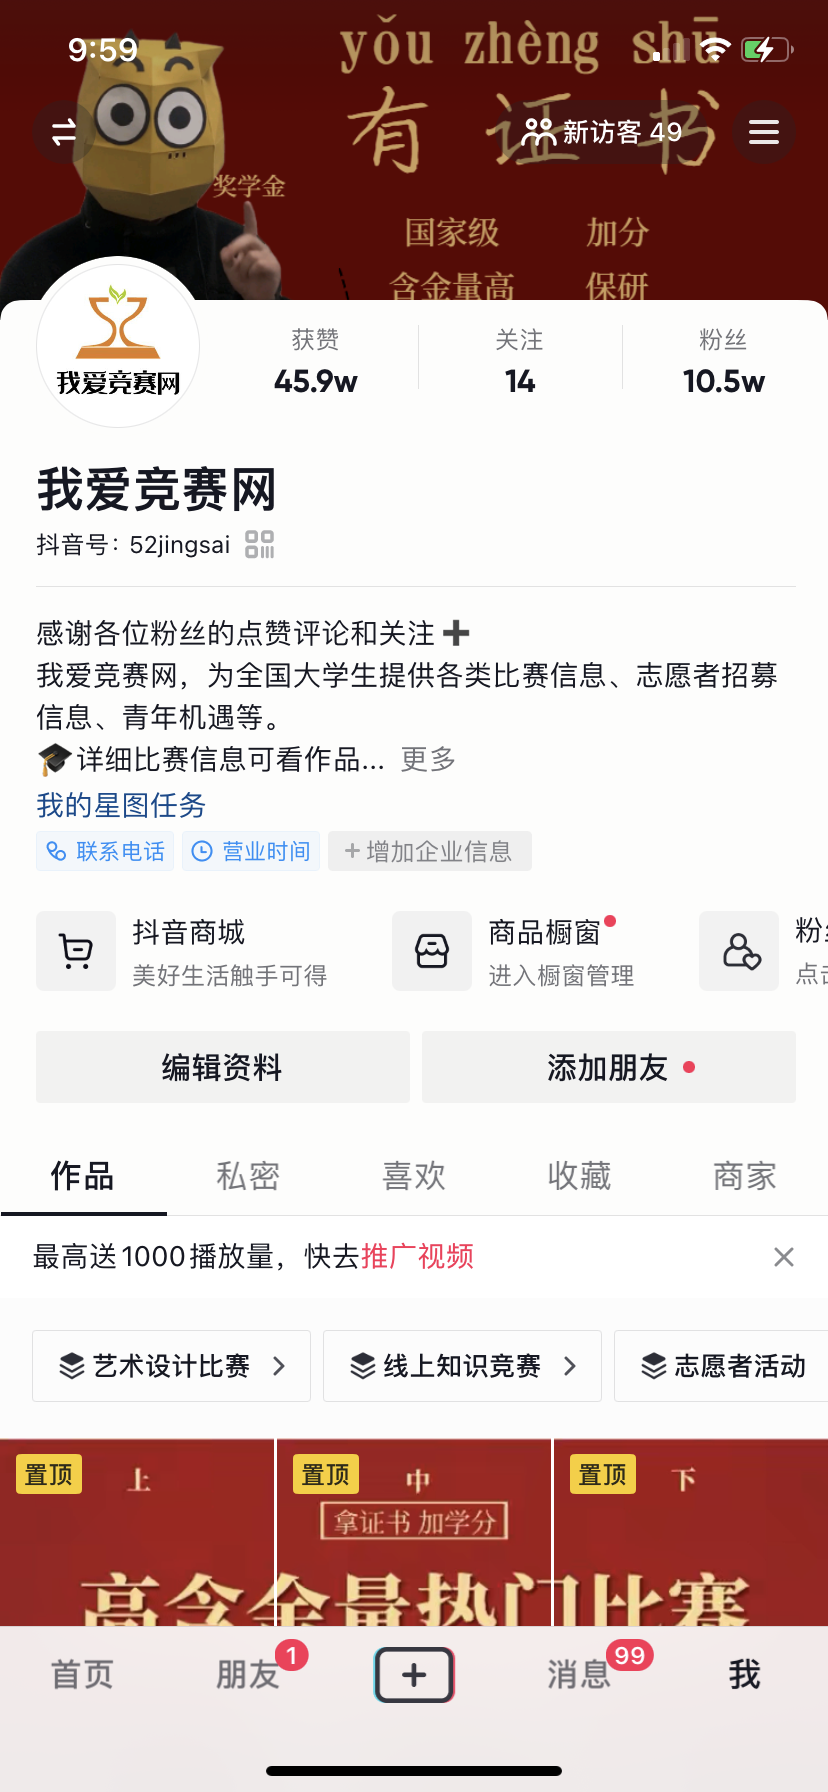 9:59
yǒu zhèng shū
有证书
新访客 49
奖学金
国家级 加分
含金量高 保研
我爱竞赛网
获赞 关注 粉丝
45.9w 14 10.5w
我爱竞赛网
抖音号：52jingsai
感谢各位粉丝的点赞评论和关注➕
我爱竞赛网，为全国大学生提供各类比赛信息、志愿者招募
信息、青年机遇等。
🎓详细比赛信息可看作品... 更多
我的星图任务
联系电话 营业时间 +增加企业信息
抖音商城 商品橱窗
美好生活触手可得 进入橱窗管理 点击
编辑资料 添加朋友
作品 私密 喜欢 收藏 商家
最高送1000播放量，快去推广视频
艺术设计比赛 线上知识竞赛 志愿者活动
置顶 上 置顶 中 置顶 下
拿证书 加学分
高含金量热门比赛
首页 朋友 1 消息 99 我